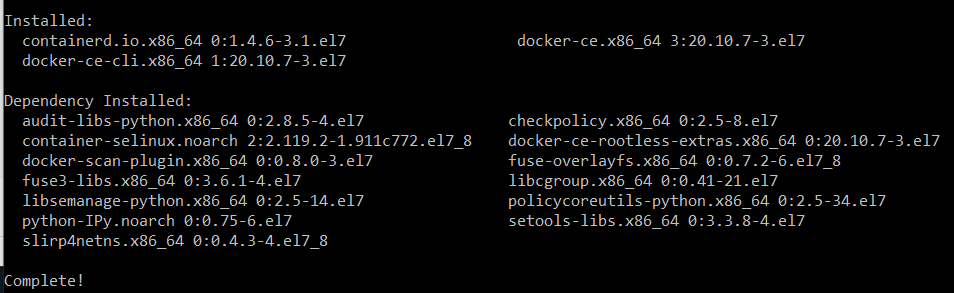 Installed:
containerd.io.x86_64 0:1.4.6-3.1.el7 docker-ce.x86_64 3:20.10.7-3.el7
docker-ce-cli.x86_64 1:20.10.7-3.el7
Dependency Installed:
audit-libs-python.x86_64 0:2.8.5-4.el7 checkpolicy.x86_64 0:2.5-8.el7
container-selinux.noarch 2:2.119.2-1.911c772.el7_8 docker-ce-rootless-extras.x86_64 0:20.10.7-3.el7
docker-scan-plugin.x86_64 0:0.8.0-3.el7 fuse-overlayfs.x86_64 0:0.7.2-6.el7_8
fuse3-libs.x86_64 0:3.6.1-4.el7 libcgroup.x86_64 0:0.41-21.el7
libsemanage-python.x86_64 0:2.5-14.el7 policycoreutils-python.x86_64 0:2.5-34.el7
python-IPy.noarch 0:0.75-6.el7 setools-libs.x86_64 0:3.3.8-4.el7
slirp4netns.x86_64 0:0.4.3-4.el7_8
Complete!